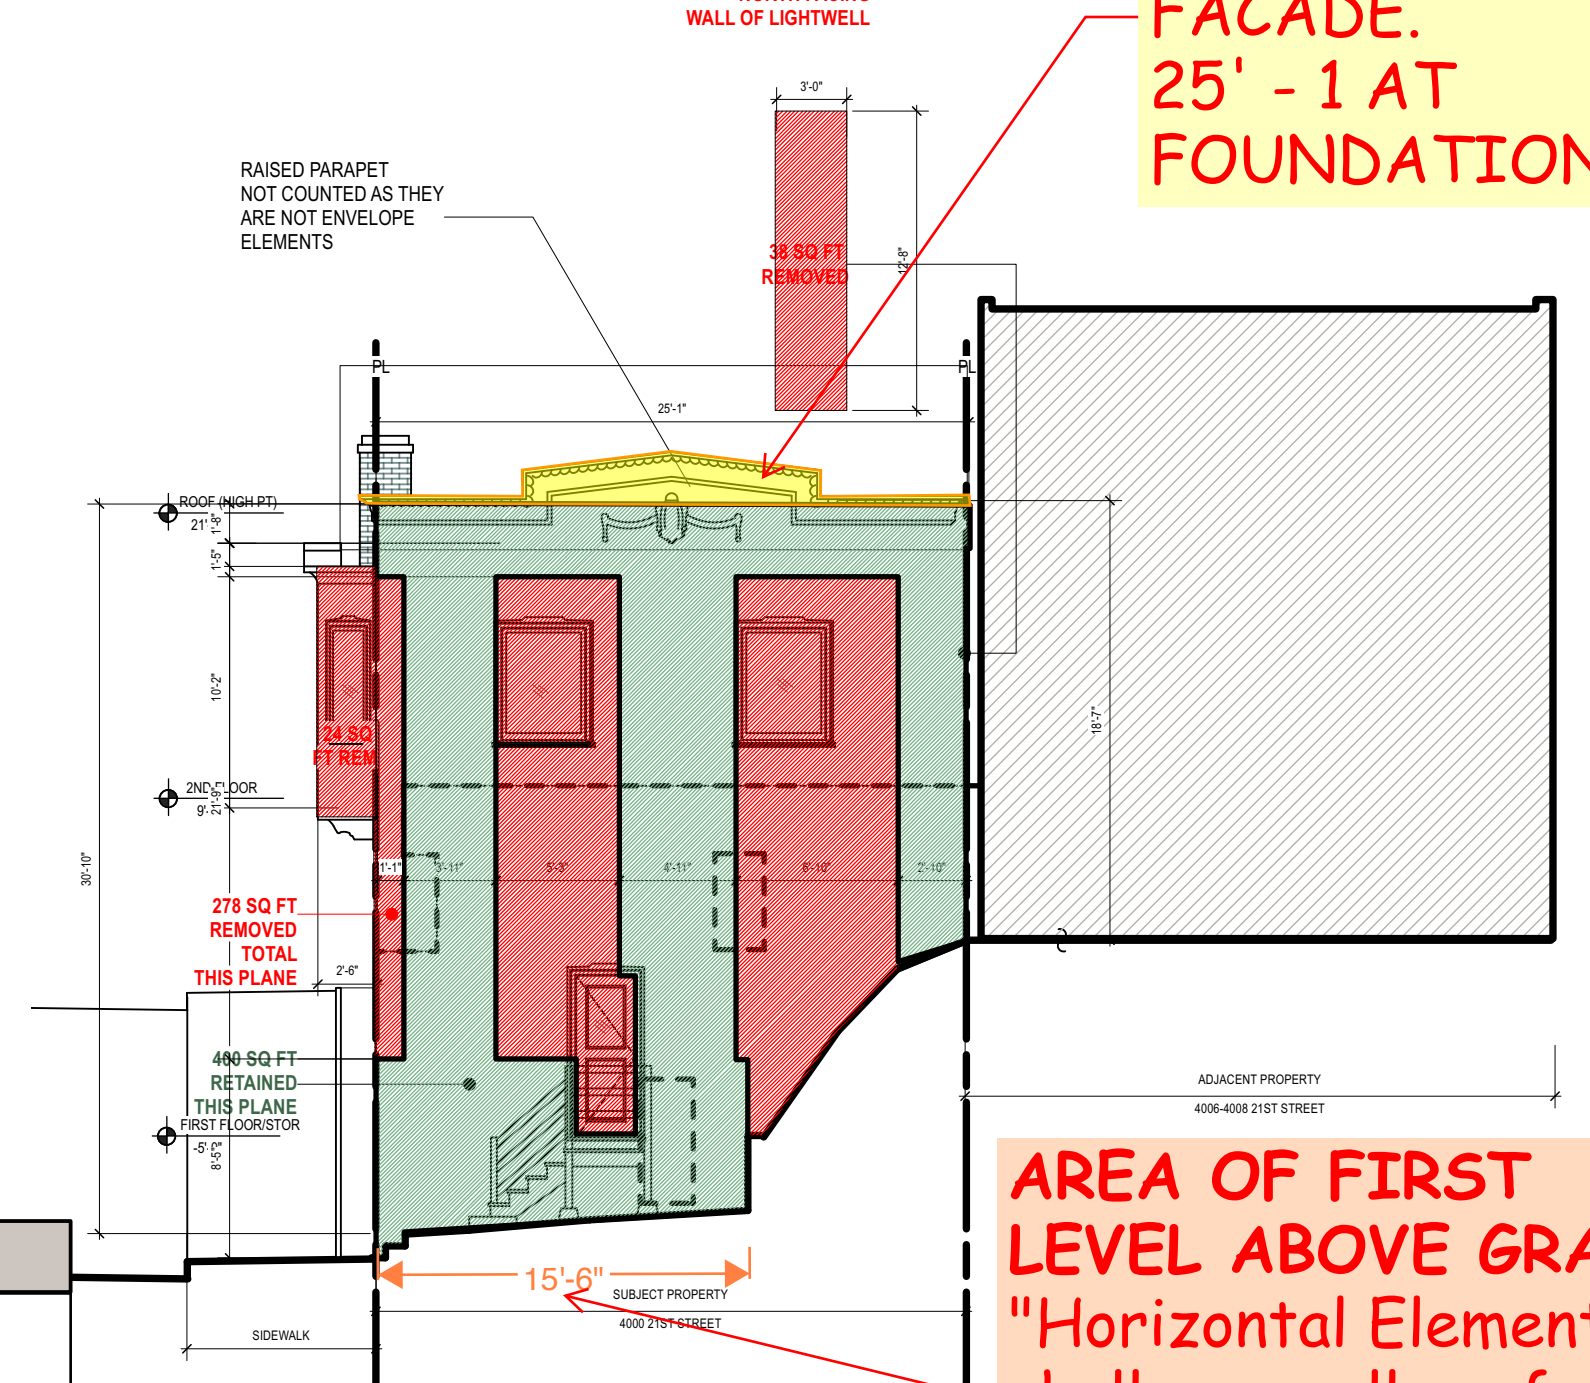 WALL OF LIGHTWELL
FACADE.
25' - 1 AT
FOUNDATION
3'-0"
RAISED PARAPET
NOT COUNTED AS THEY
ARE NOT ENVELOPE
ELEMENTS
38 SQ FT
REMOVED
12'-8"
PL
PL
25'-1"
ROOF (HIGH PT)
21'
1'-8"
1'-5"
10'-2"
24 SQ
FT REM
18'-7"
2ND FLOOR
9'-
21'-9"
30'-10"
1'-1"
3'-11"
5'-3"
4'-11"
6'-10"
2'-10"
278 SQ FT
REMOVED
TOTAL
THIS PLANE
2'-6"
400 SQ FT
RETAINED
THIS PLANE
FIRST FLOOR/STOR
-5'-
8'-5"
ADJACENT PROPERTY
4006-4008 21ST STREET
AREA OF FIRST
LEVEL ABOVE GRA
"Horizontal Element
15'-6"
SUBJECT PROPERTY
4000 21ST STREET
SIDEWALK